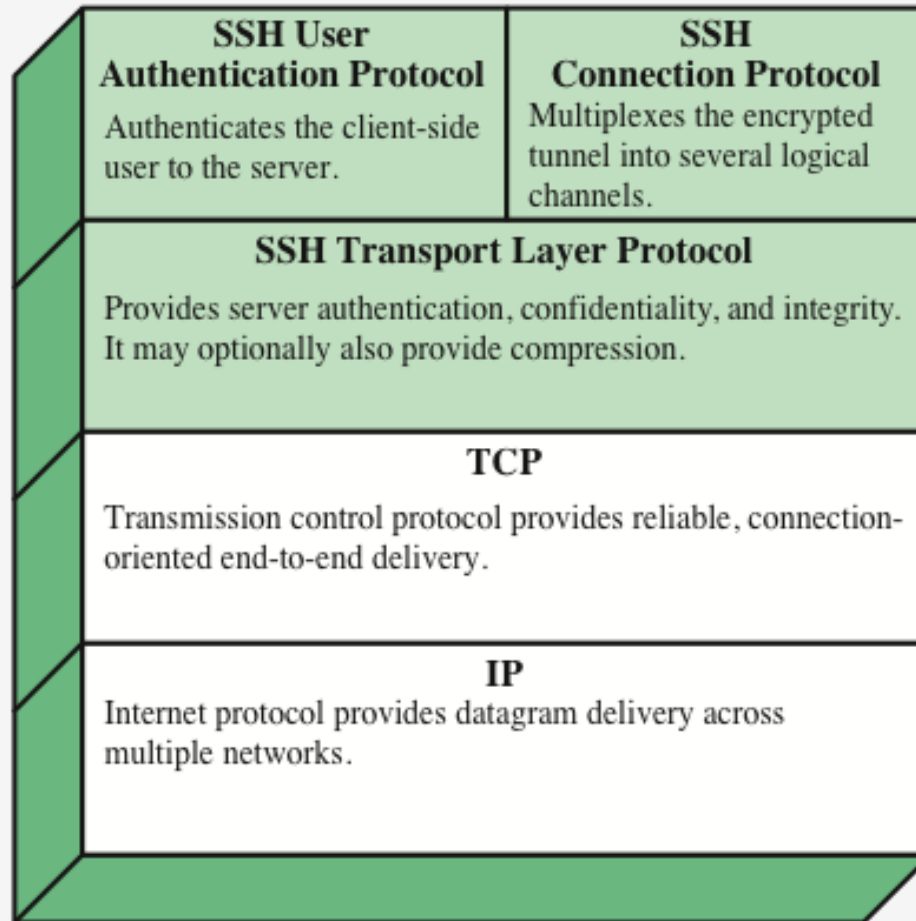 SSH User
Authentication Protocol
Authenticates the client-side
user to the server.
SSH
Connection Protocol
Multiplexes the encrypted
tunnel into several logical
channels.
SSH Transport Layer Protocol
Provides server authentication, confidentiality, and integrity.
It may optionally also provide compression.
TCP
Transmission control protocol provides reliable, connection-
oriented end-to-end delivery.
IP
Internet protocol provides datagram delivery across
multiple networks.